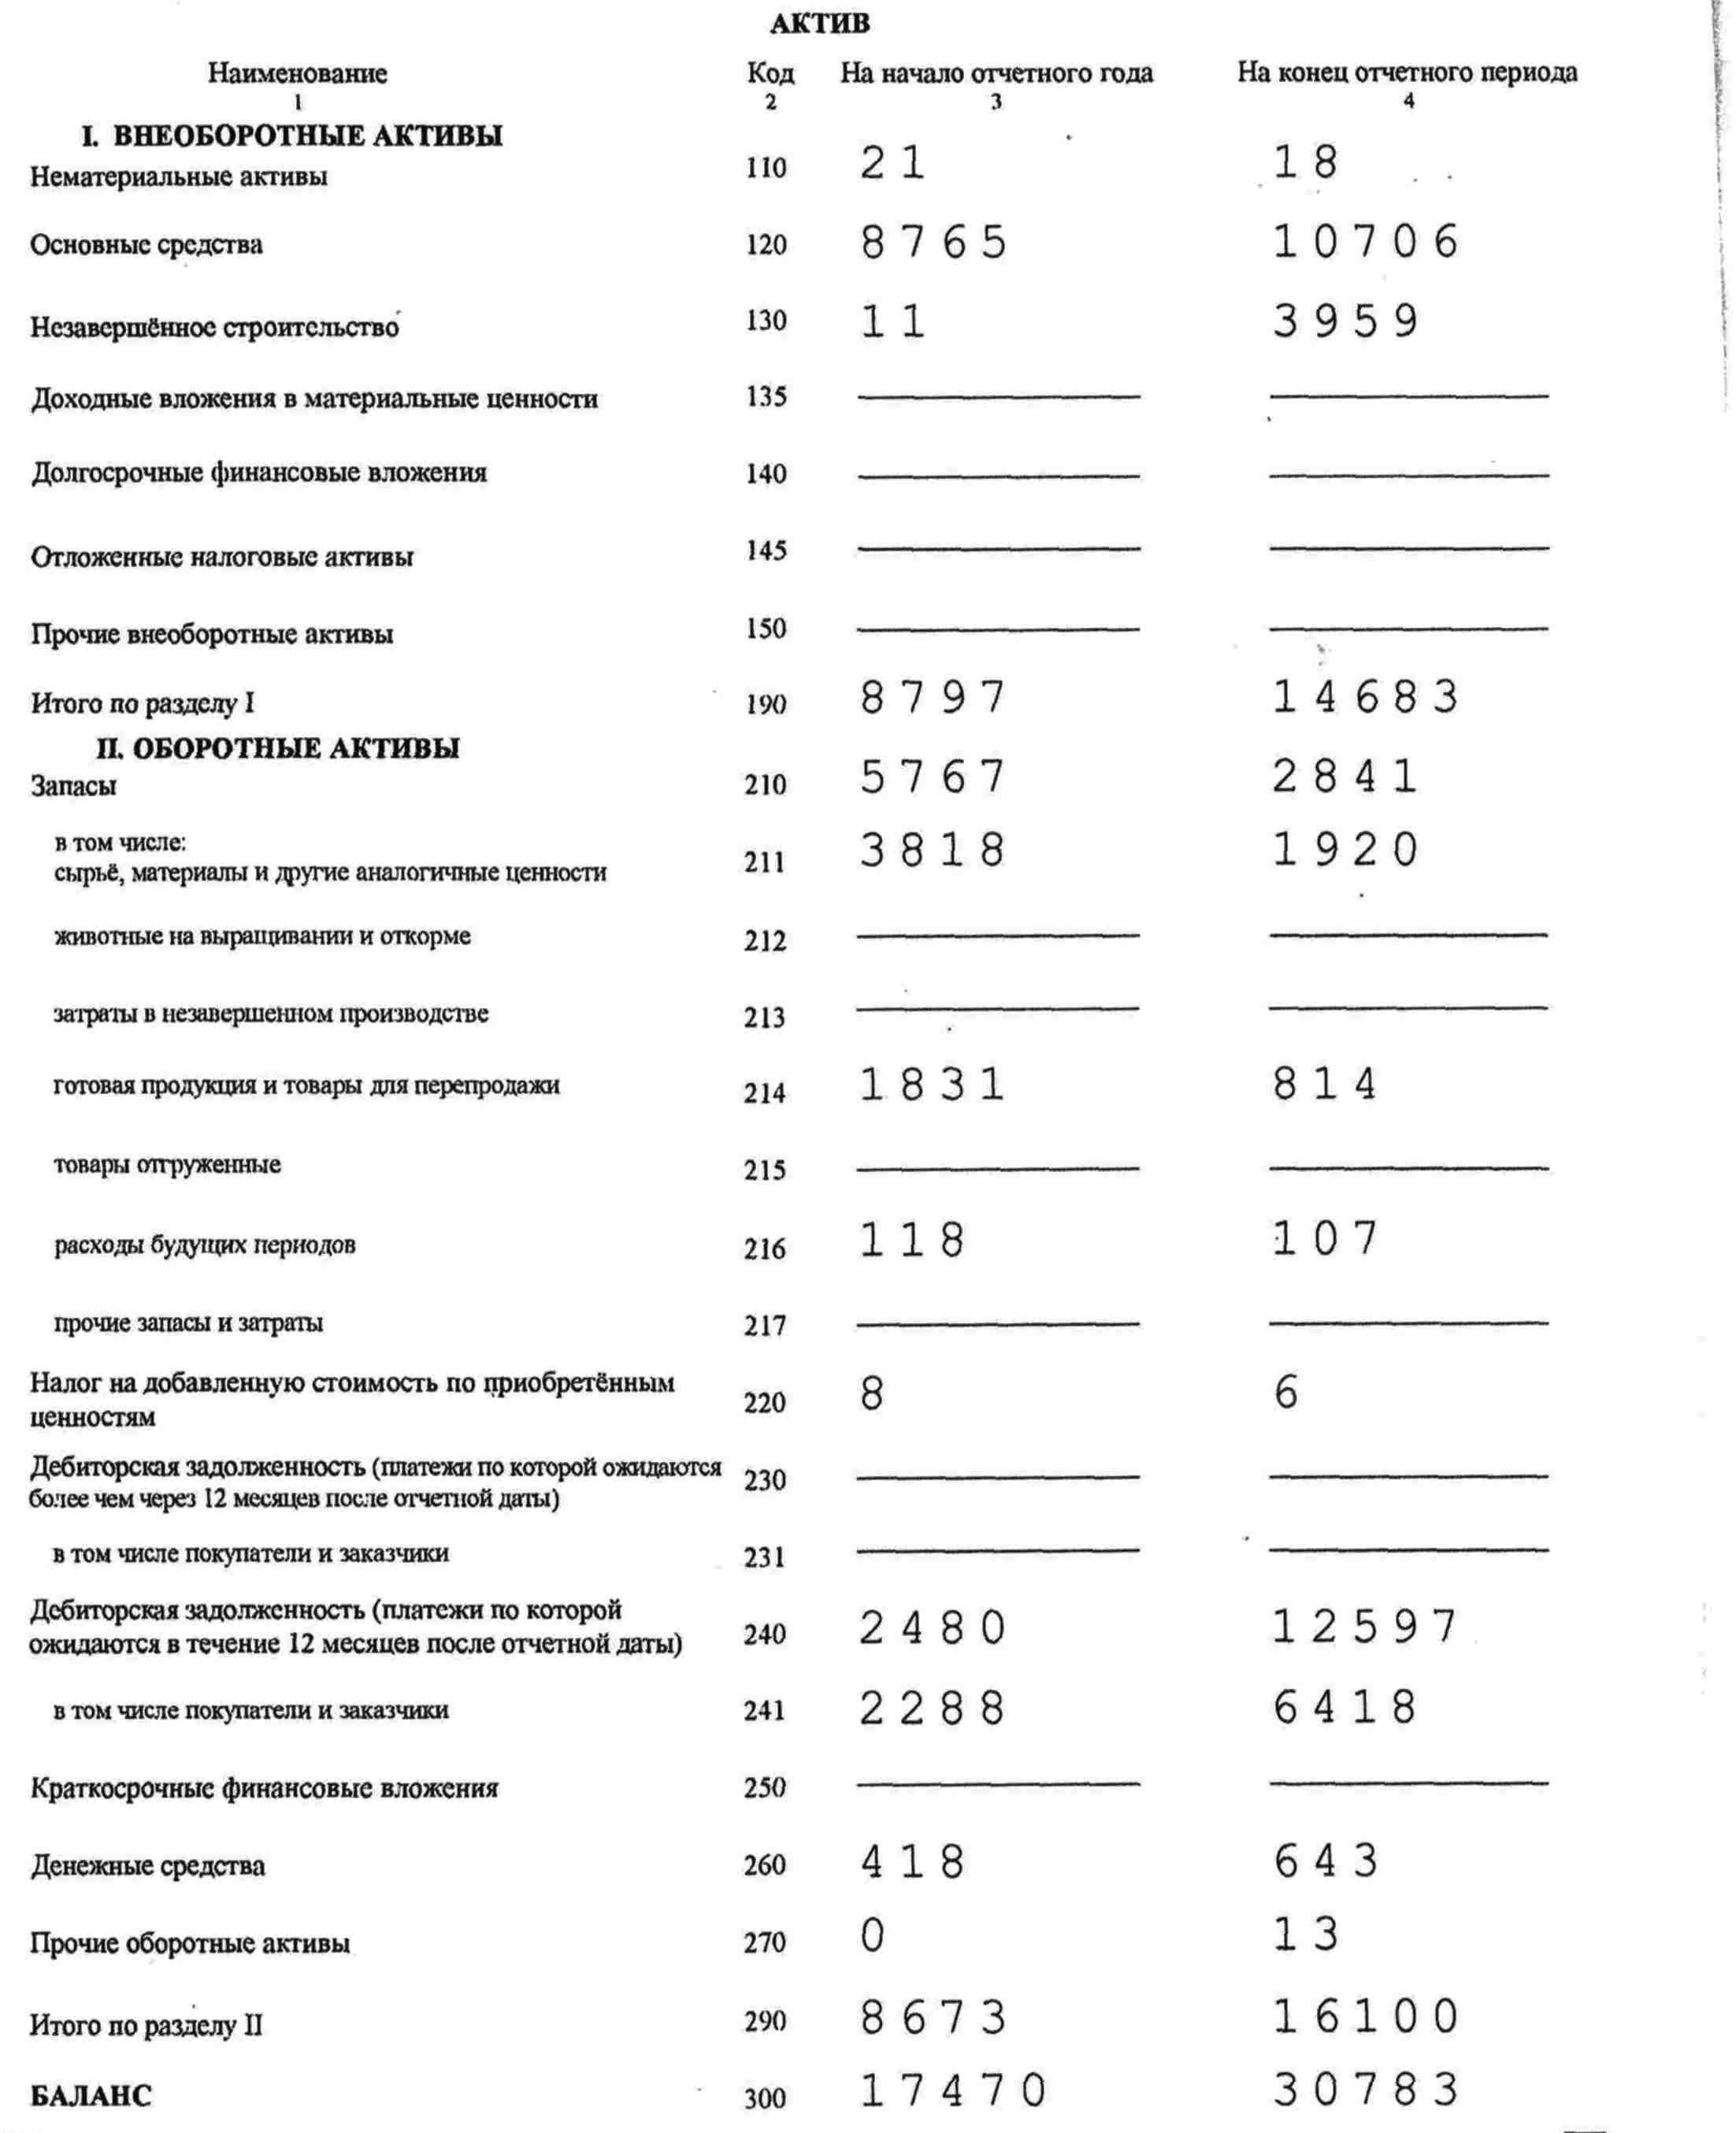 АКТИВ
Наименование Код На начало отчетного года На конец отчетного периода
1 2 3 4
I. ВНЕОБОРОТНЫЕ АКТИВЫ
Нематериальные активы 110 21 18
Основные средства 120 8765 10706
Незавершённое строительство 130 11 3959
Доходные вложения в материальные ценности 135
Долгосрочные финансовые вложения 140
Отложенные налоговые активы 145
Прочие внеоборотные активы 150
Итого по разделу I 190 8797 14683
II. ОБОРОТНЫЕ АКТИВЫ
Запасы 210 5767 2841
в том числе:
сырьё, материалы и другие аналогичные ценности 211 3818 1920
животные на выращивании и откорме 212
затраты в незавершенном производстве 213
готовая продукция и товары для перепродажи 214 1831 814
товары отгруженные 215
расходы будущих периодов 216 118 107
прочие запасы и затраты 217
Налог на добавленную стоимость по приобретённым
ценностям 220 8 6
Дебиторская задолженность (платежи по которой ожидаются
более чем через 12 месяцев после отчетной даты) 230
в том числе покупатели и заказчики 231
Дебиторская задолженность (платежи по которой
ожидаются в течение 12 месяцев после отчетной даты) 240 2480 12597
в том числе покупатели и заказчики 241 2288 6418
Краткосрочные финансовые вложения 250
Денежные средства 260 418 643
Прочие оборотные активы 270 0 13
Итого по разделу II 290 8673 16100
БАЛАНС 300 17470 30783